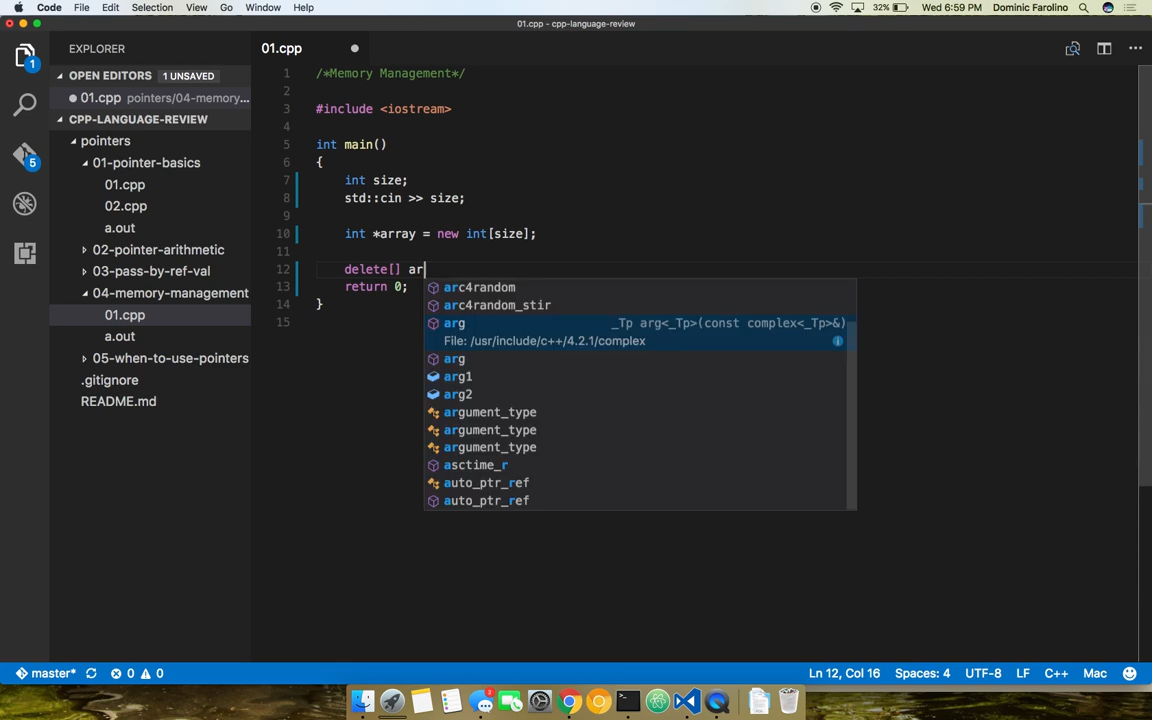 Code File Edit Selection View Go Window Help 32% Wed 6:59 PM Dominic Farolino
01.cpp - cpp-language-review
EXPLORER
01.cpp
OPEN EDITORS 1 UNSAVED
01.cpp pointers/04-memory...
CPP-LANGUAGE-REVIEW
pointers
01-pointer-basics
01.cpp
02.cpp
a.out
02-pointer-arithmetic
03-pass-by-ref-val
04-memory-management
01.cpp
a.out
05-when-to-use-pointers
.gitignore
README.md
1
5
1 /*Memory Management*/
2
3 #include <iostream>
4
5 int main()
6 {
7 int size;
8 std::cin >> size;
9
10 int *array = new int[size];
11
12 delete[] ar
13 return 0;
14 }
15
arc4random
arc4random_stir
arg _Tp arg<_Tp>(const complex<_Tp>&)
File: /usr/include/c++/4.2.1/complex
arg
arg1
arg2
argument_type
argument_type
argument_type
asctime_r
auto_ptr_ref
auto_ptr_ref
master* 0 0 Ln 12, Col 16 Spaces: 4 UTF-8 LF C++ Mac